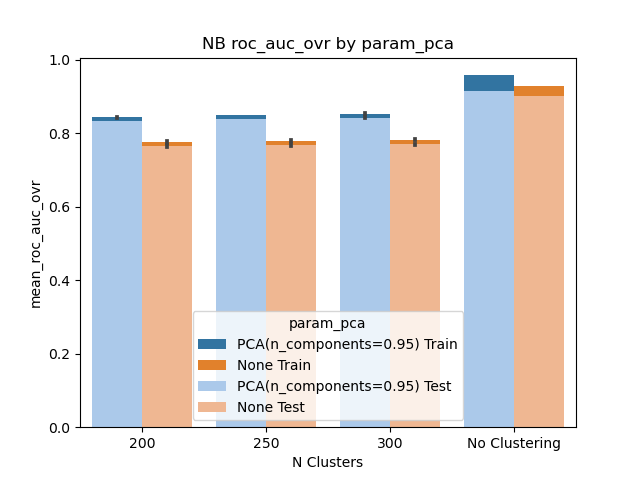 NB roc_auc_ovr by param_pca
1.0
0.8
0.6
0.4
0.2
0.0
mean_roc_auc_ovr
param_pca
PCA(n_components=0.95) Train
None Train
PCA(n_components=0.95) Test
None Test
200 250 300 No Clustering
N Clusters